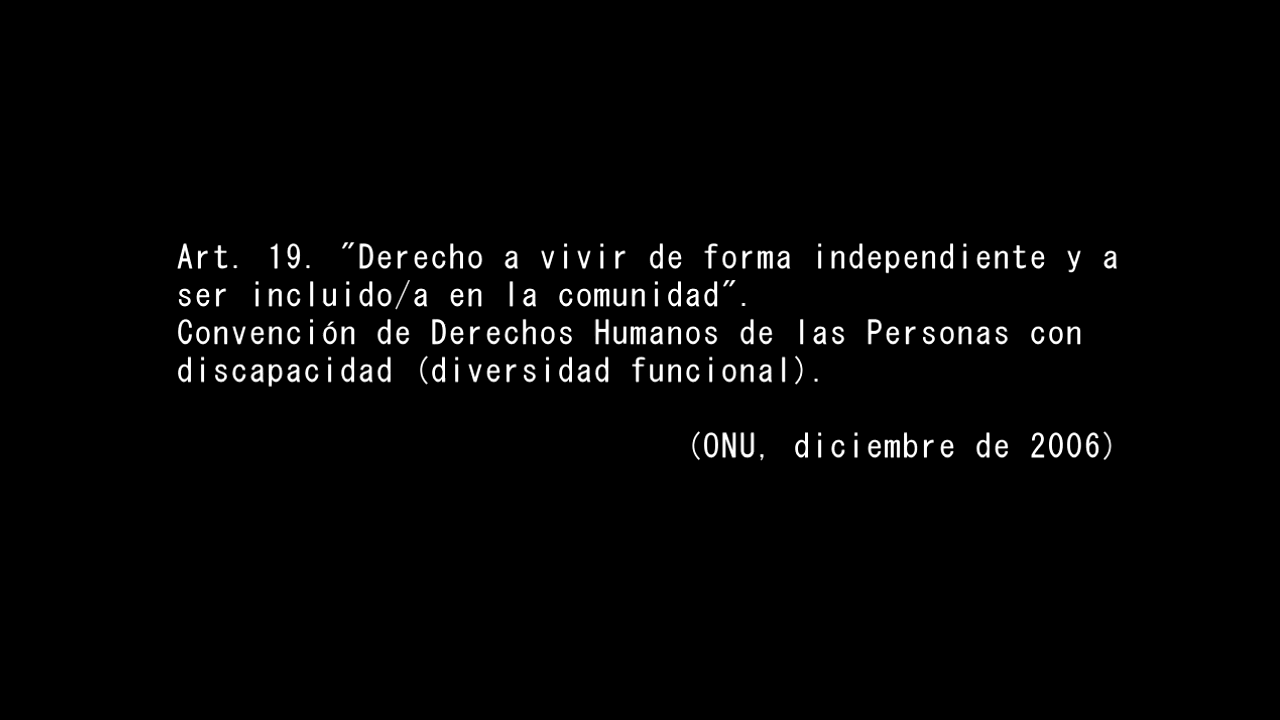 Art. 19. "Derecho a vivir de forma independiente y a
ser incluido/a en la comunidad".
Convención de Derechos Humanos de las Personas con
discapacidad (diversidad funcional).
(ONU, diciembre de 2006)